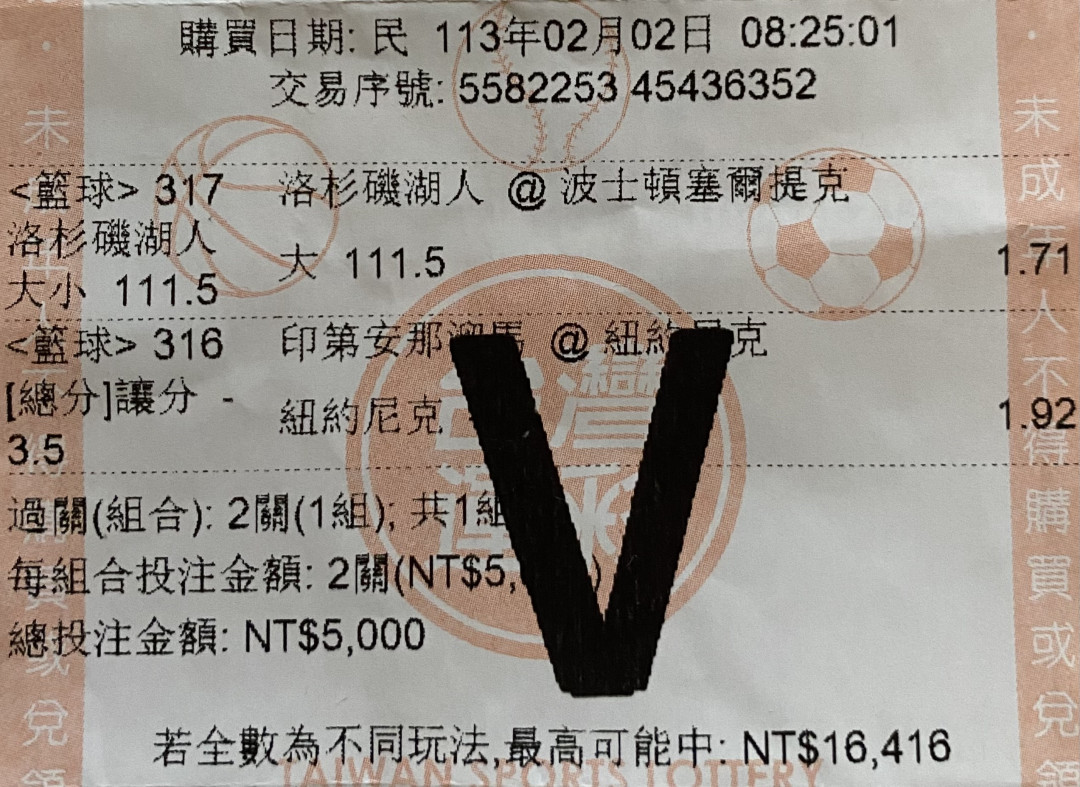 購買日期: 民 113年02月02日 08:25:01
交易序號: 5582253 45436352
<籃球> 317 洛杉磯湖人 @ 波士頓塞爾提克
洛杉磯湖人
大 111.5 1.71
大小 111.5
<籃球> 316 印第安那溜馬 @ 紐約尼克
[總分]讓分 -
紐約尼克 1.92
3.5
過關(組合): 2關(1組); 共1組
每組合投注金額: 2關(NT$5,
總投注金額: NT$5,000
若全數為不同玩法,最高可能中: NT$16,416
TAIWAN SPORTS LOTTERY
台灣
運彩
V
未成年人不得購買或兌領